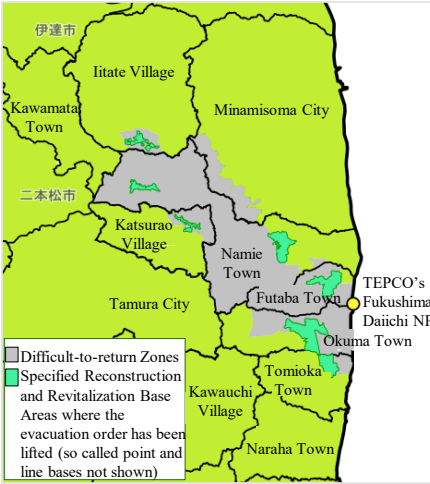 伊達市
Iitate Village
Minamisoma City
Kawamata
Town
二本松市
Katsurao
Village
Namie
Town
TEPCO's
Fukushima
Daiichi NP
Futaba Town
Tamura City
Okuma Town
Difficult-to-return Zones
Specified Reconstruction
and Revitalization Base
Areas where the
evacuation order has been
lifted (so called point and
line bases not shown)
Tomioka
Town
Kawauchi
Village
Naraha Town